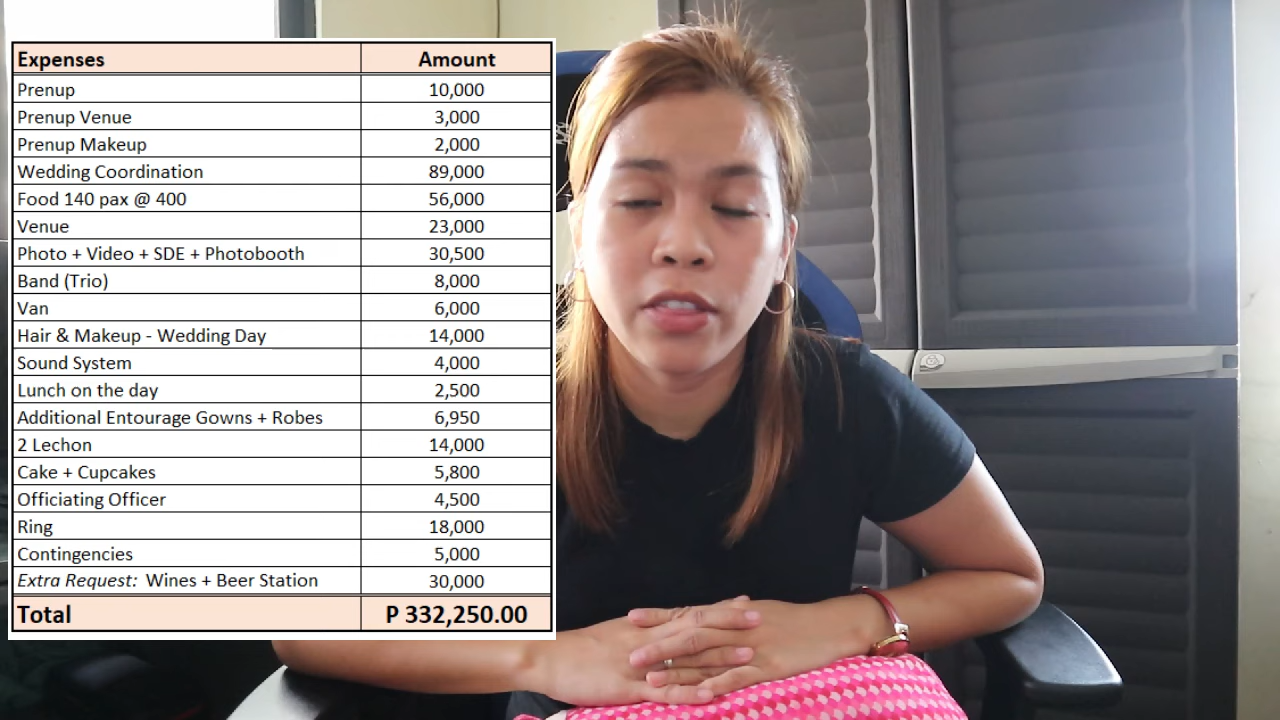 Expenses Amount
Prenup 10,000
Prenup Venue 3,000
Prenup Makeup 2,000
Wedding Coordination 89,000
Food 140 pax @ 400 56,000
Venue 23,000
Photo + Video + SDE + Photobooth 30,500
Band (Trio) 8,000
Van 6,000
Hair & Makeup - Wedding Day 14,000
Sound System 4,000
Lunch on the day 2,500
Additional Entourage Gowns + Robes 6,950
2 Lechon 14,000
Cake + Cupcakes 5,800
Officiating Officer 4,500
Ring 18,000
Contingencies 5,000
Extra Request: Wines + Beer Station 30,000
Total P 332,250.00